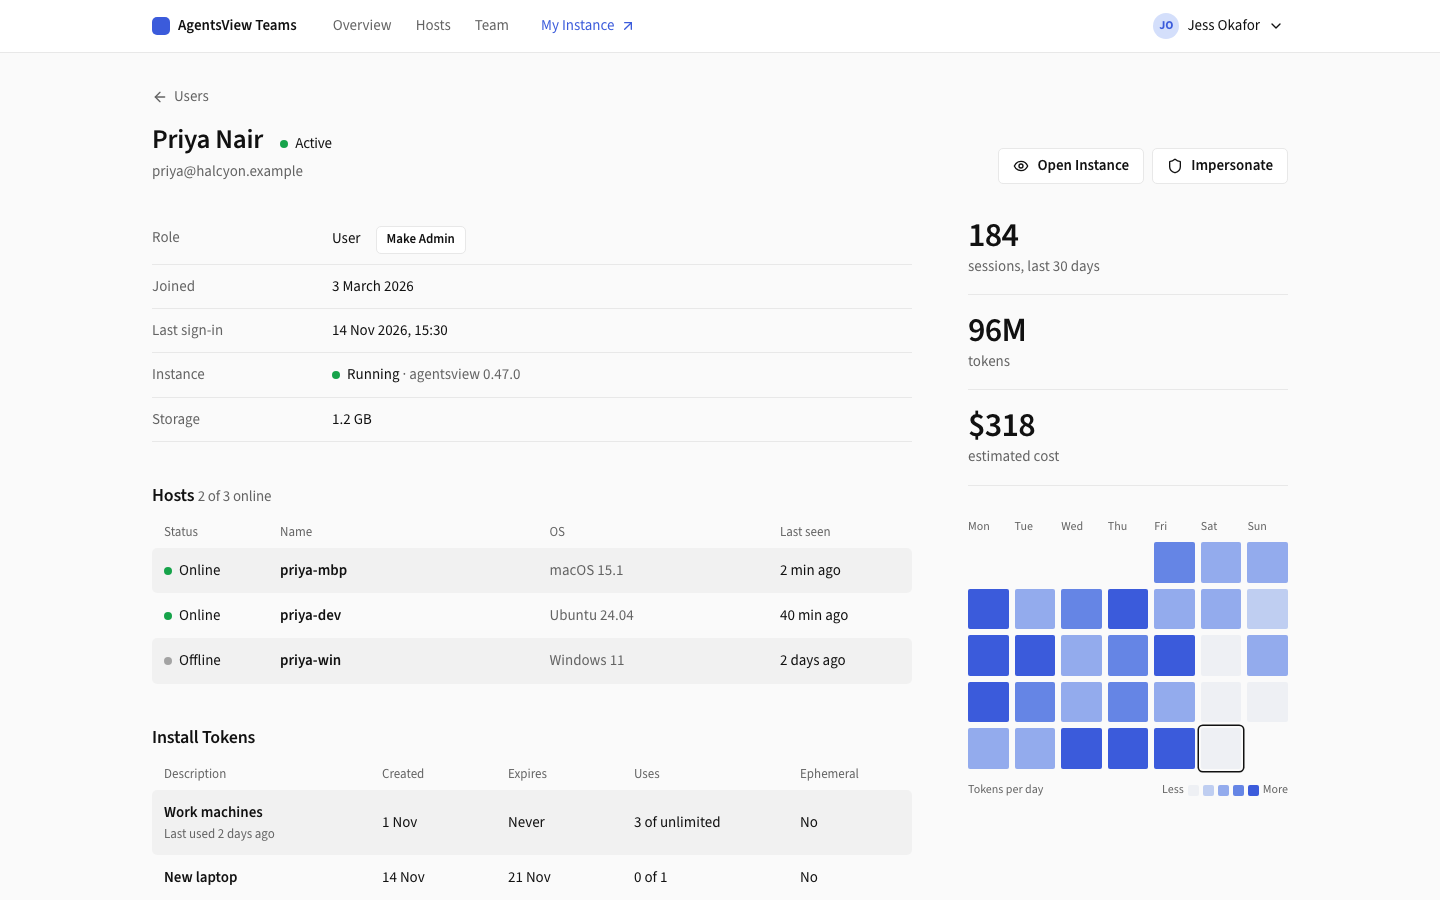 AgentsView Teams Overview Hosts Team My Instance JO Jess Okafor
Users
Priya Nair Active
priya@halcyon.example
Open Instance Impersonate
Role User Make Admin
Joined 3 March 2026
Last sign-in 14 Nov 2026, 15:30
Instance Running · agentsview 0.47.0
Storage 1.2 GB
184
sessions, last 30 days
96M
tokens
$318
estimated cost
Hosts 2 of 3 online
Status Name OS Last seen
Online priya-mbp macOS 15.1 2 min ago
Online priya-dev Ubuntu 24.04 40 min ago
Offline priya-win Windows 11 2 days ago
Mon Tue Wed Thu Fri Sat Sun
Tokens per day Less More
Install Tokens
Description Created Expires Uses Ephemeral
Work machines 1 Nov Never 3 of unlimited No
Last used 2 days ago
New laptop 14 Nov 21 Nov 0 of 1 No